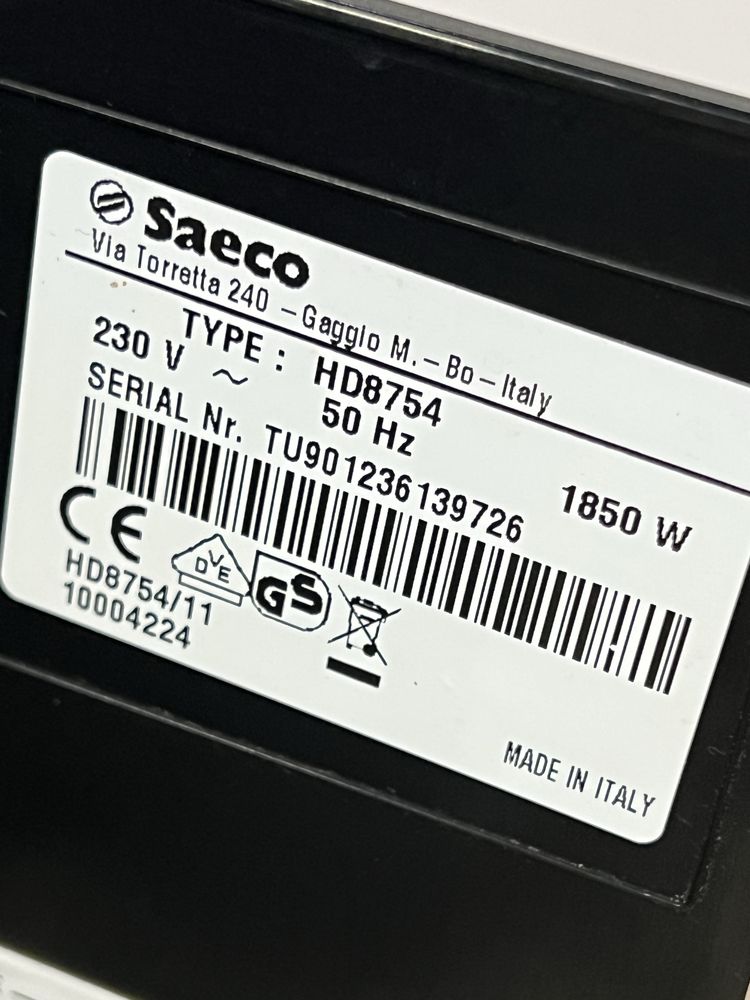 Saeco
Via Torretta 240 – Gaggio M. – Bo – Italy
TYPE : HD8754
230 V ~ 50 Hz 1850 W
SERIAL Nr. TU901236139726
CE DVE GS
HD8754/11
10004224
MADE IN ITALY